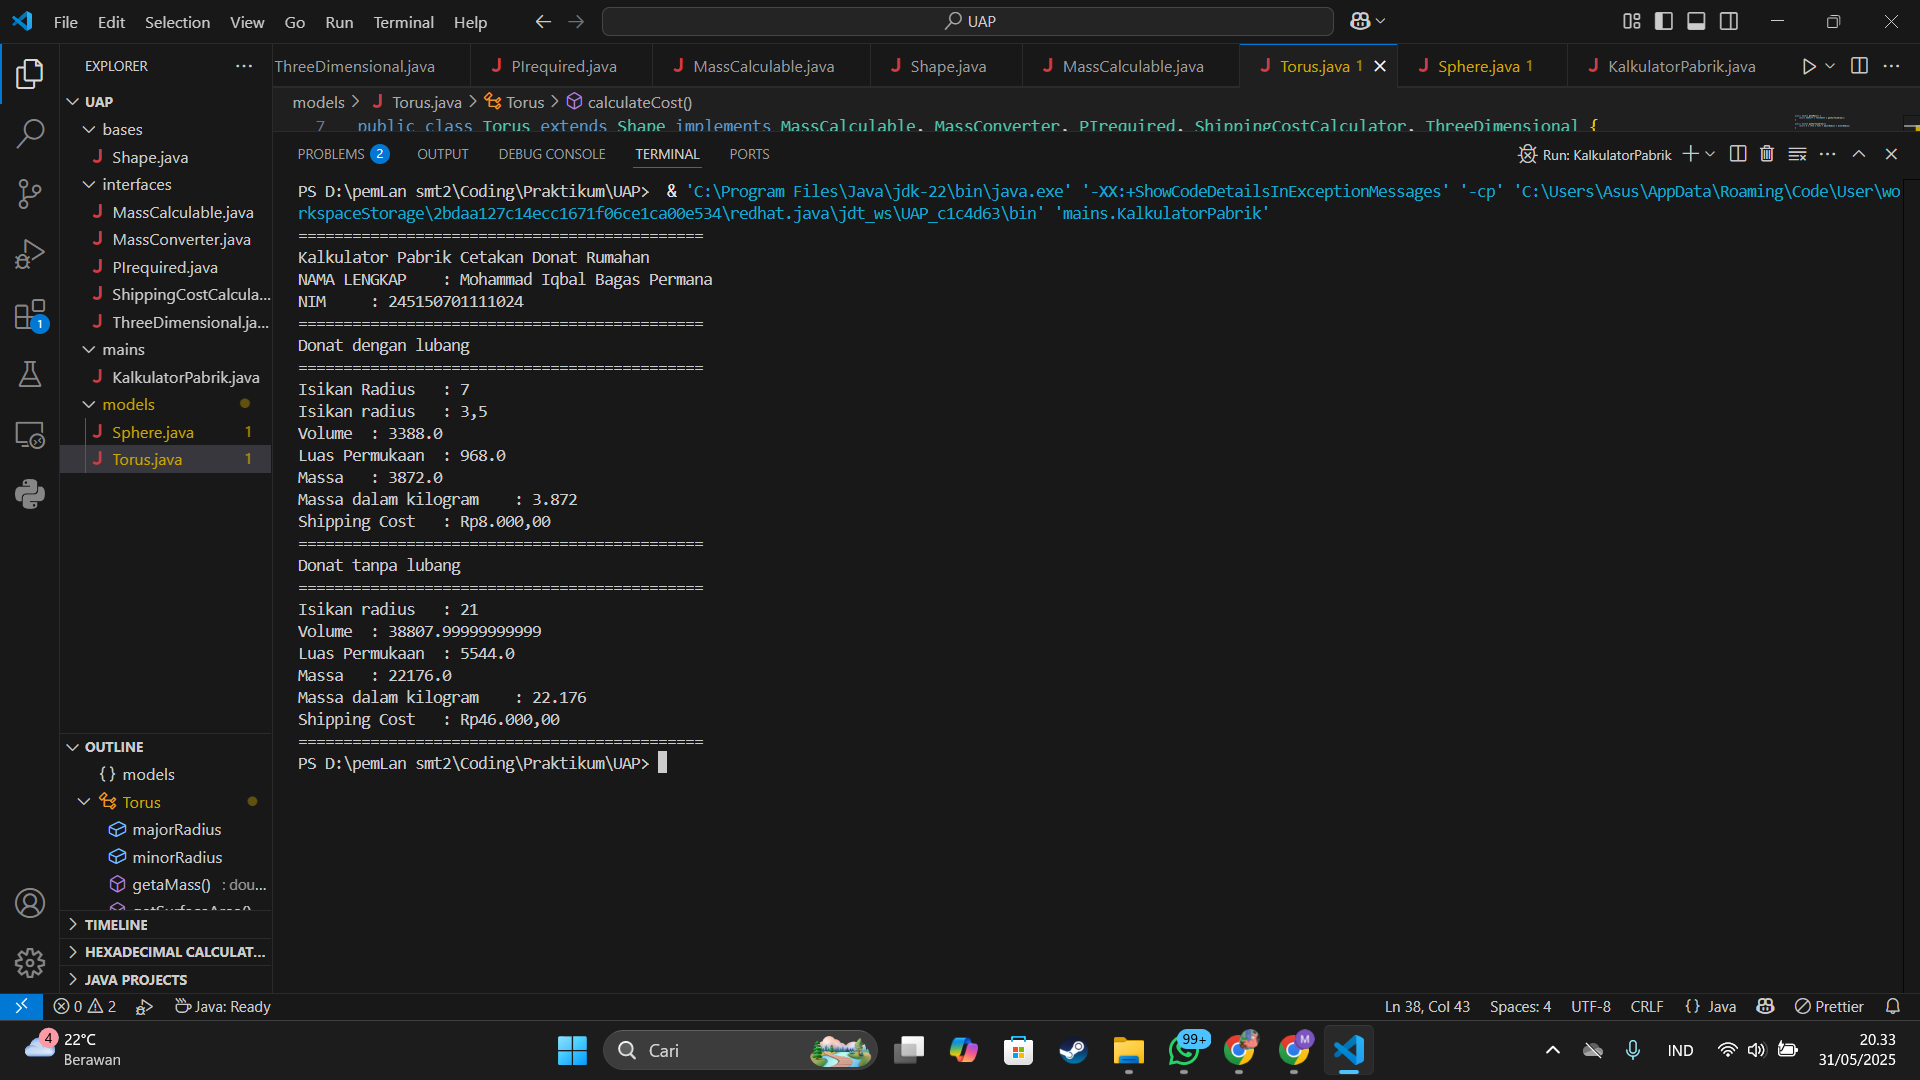 File Edit Selection View Go Run Terminal Help
UAP
EXPLORER
ThreeDimensional.java PIrequired.java MassCalculable.java Shape.java MassCalculable.java Torus.java 1 Sphere.java 1 KalkulatorPabrik.java
models > Torus.java > Torus > calculateCost()
7 public class Torus extends Shape implements MassCalculable, MassConverter, PIrequired, ShippingCostCalculator, ThreeDimensional {
UAP
bases
Shape.java
interfaces
MassCalculable.java
MassConverter.java
PIrequired.java
ShippingCostCalcula...
ThreeDimensional.ja...
mains
KalkulatorPabrik.java
models
Sphere.java 1
Torus.java 1
OUTLINE
{} models
Torus
majorRadius
minorRadius
getaMass() : dou...
getSurfaceArea()
TIMELINE
HEXADECIMAL CALCULAT...
JAVA PROJECTS
1
PROBLEMS 2 OUTPUT DEBUG CONSOLE TERMINAL PORTS
Run: KalkulatorPabrik
PS D:\pemLan smt2\Coding\Praktikum\UAP> & 'C:\Program Files\Java\jdk-22\bin\java.exe' '-XX:+ShowCodeDetailsInExceptionMessages' '-cp' 'C:\Users\Asus\AppData\Roaming\Code\User\wo
rkspaceStorage\2bdaa127c14ecc1671f06ce1ca00e534\redhat.java\jdt_ws\UAP_c1c4d63\bin' 'mains.KalkulatorPabrik'
=============================================
Kalkulator Pabrik Cetakan Donat Rumahan
NAMA LENGKAP : Mohammad Iqbal Bagas Permana
NIM : 245150701111024
=============================================
Donat dengan lubang
=============================================
Isikan Radius : 7
Isikan radius : 3,5
Volume : 3388.0
Luas Permukaan : 968.0
Massa : 3872.0
Massa dalam kilogram : 3.872
Shipping Cost : Rp8.000,00
=============================================
Donat tanpa lubang
=============================================
Isikan radius : 21
Volume : 38807.99999999999
Luas Permukaan : 5544.0
Massa : 22176.0
Massa dalam kilogram : 22.176
Shipping Cost : Rp46.000,00
=============================================
PS D:\pemLan smt2\Coding\Praktikum\UAP>
0 2 Java: Ready
Ln 38, Col 43 Spaces: 4 UTF-8 CRLF {} Java Prettier
4 22°C
Berawan
Cari
99+
M
IND
20.33
31/05/2025